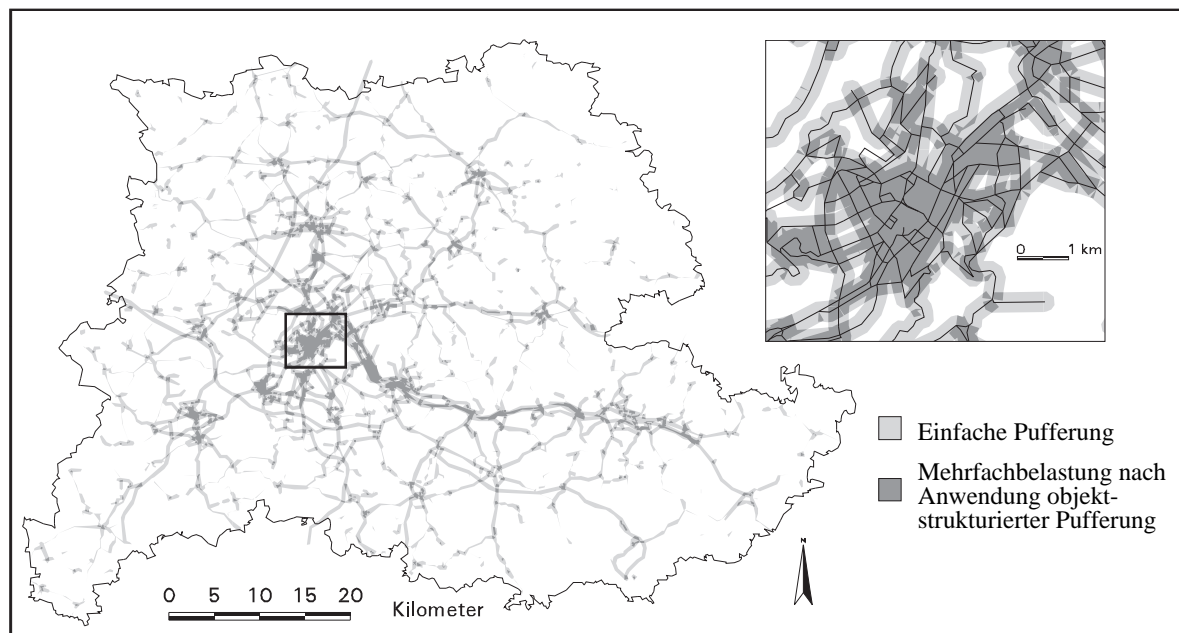 0 1 km
Einfache Pufferung
Mehrfachbelastung nach
Anwendung objekt-
strukturierter Pufferung
N
0 5 10 15 20
Kilometer